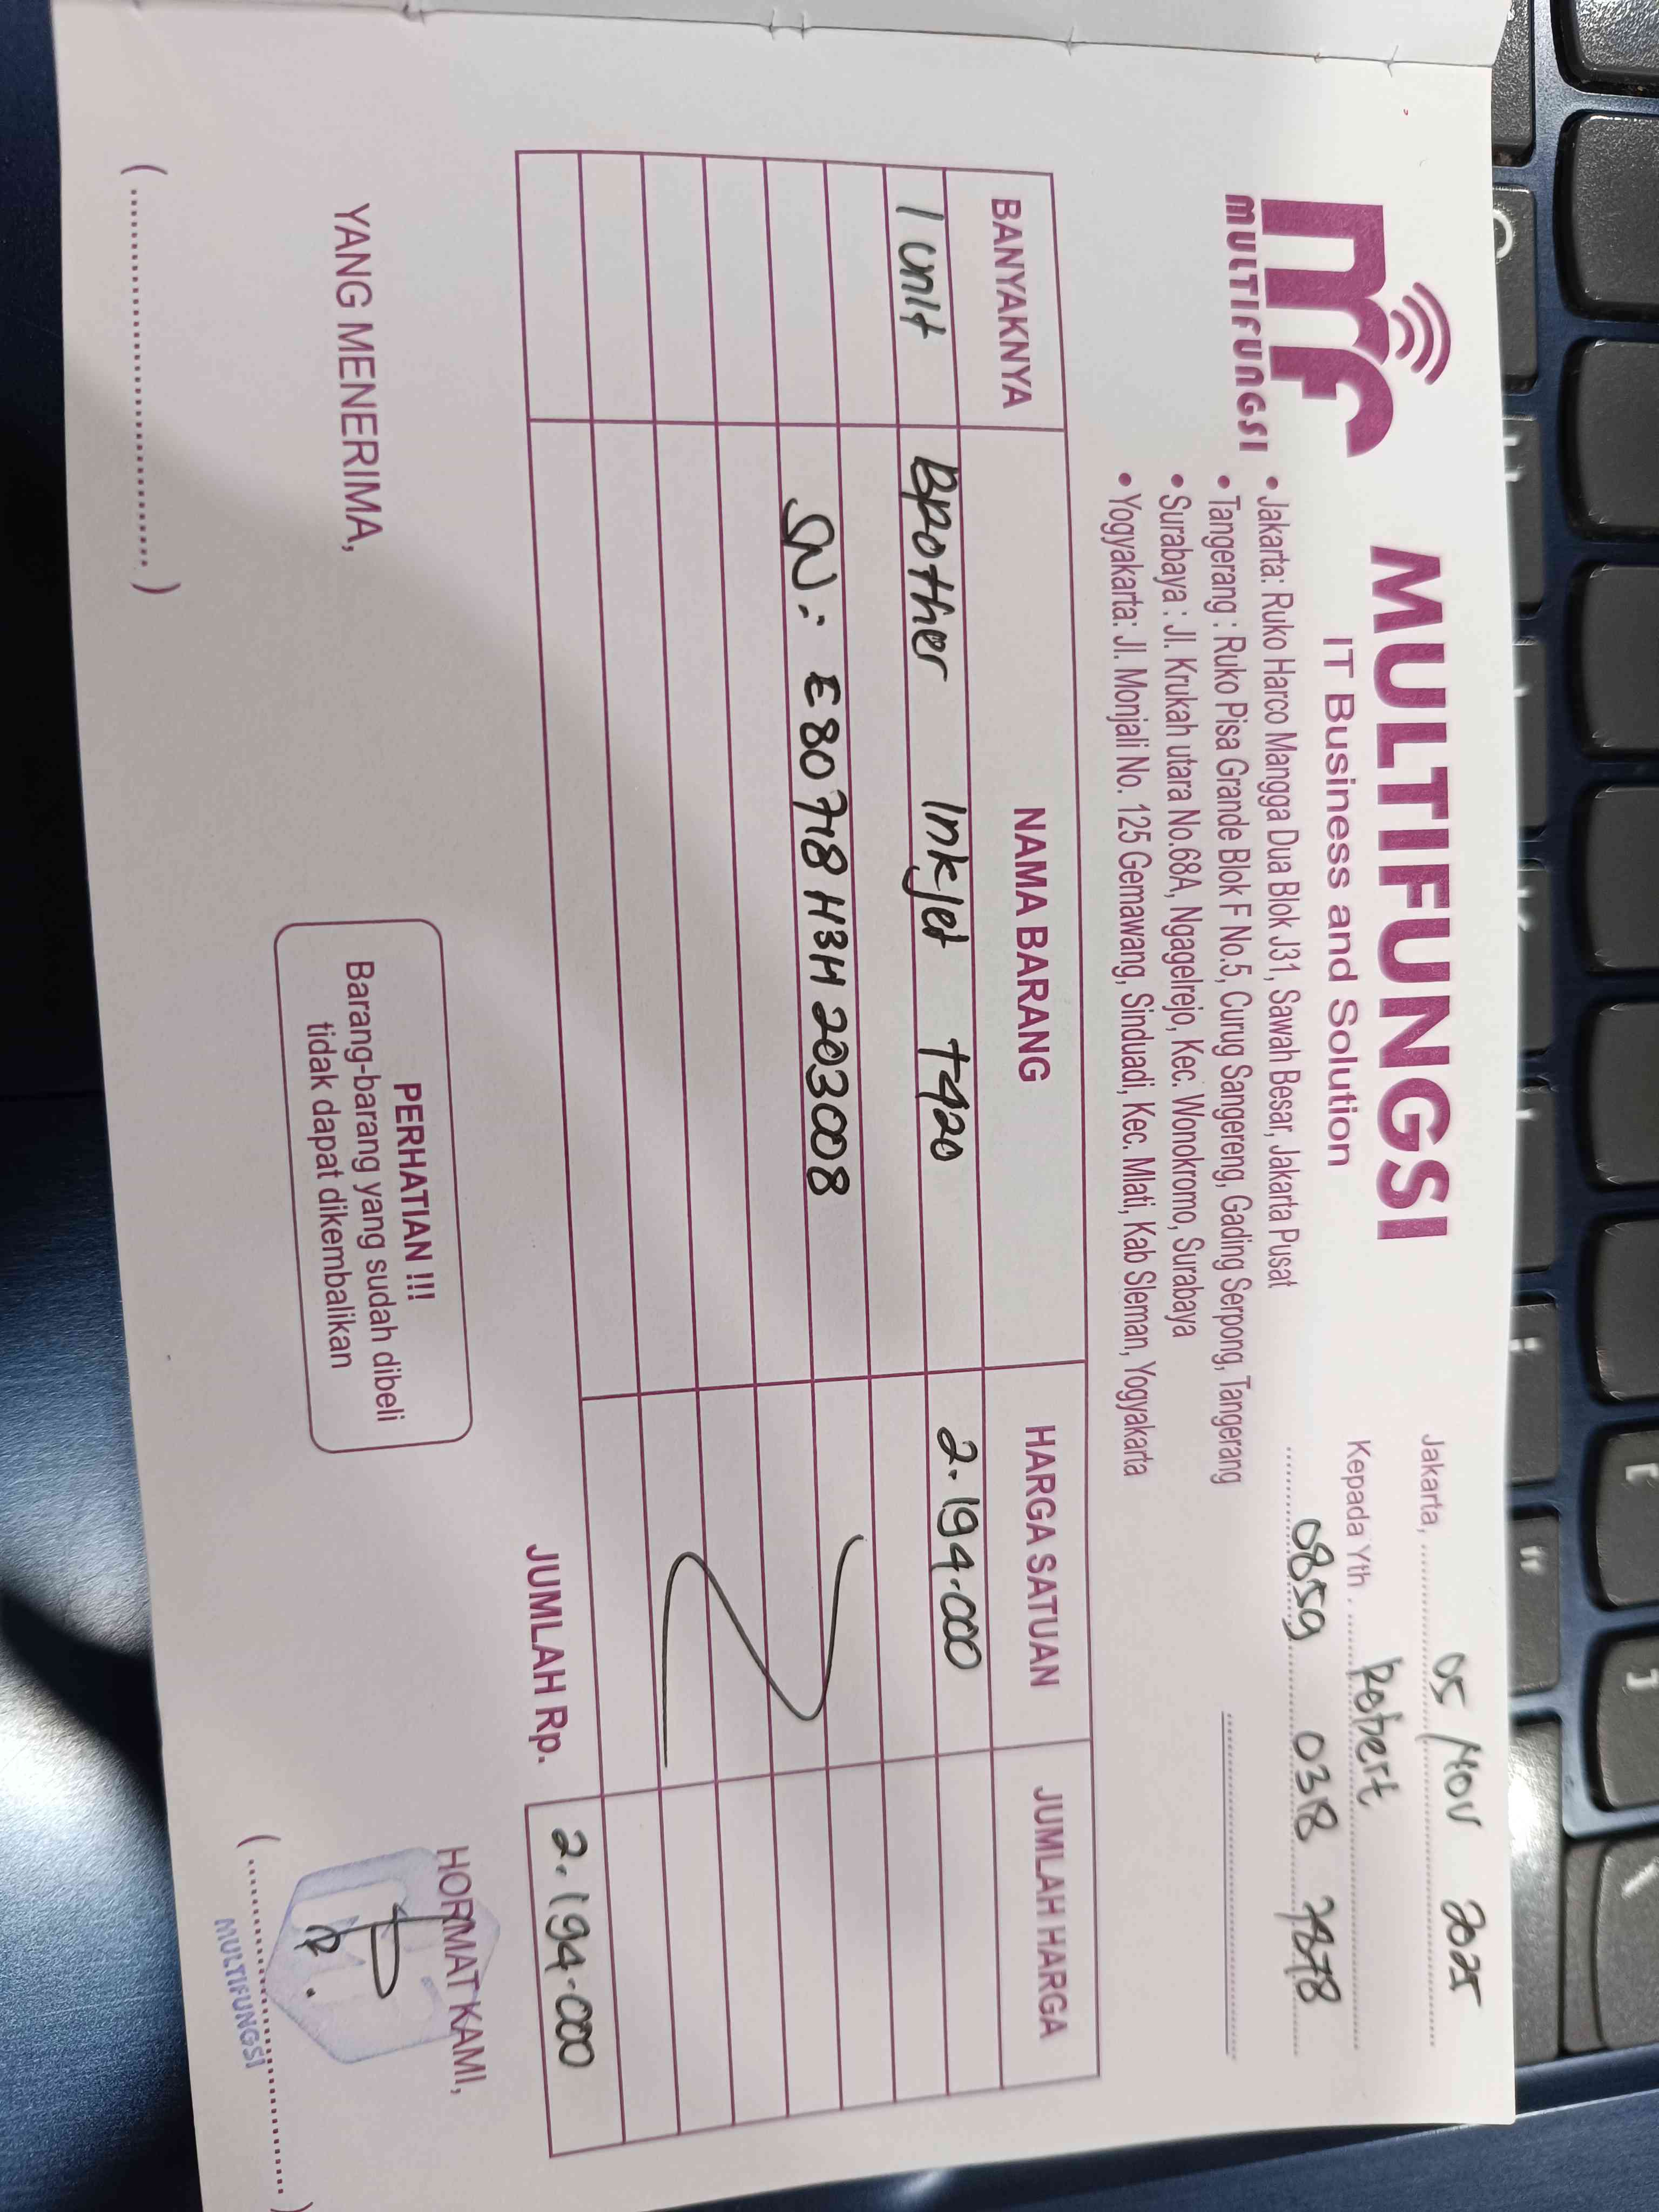 MULTIFUNGSI
MULTIFUNGSI
IT Business and Solution
• Jakarta: Ruko Harco Mangga Dua Blok J31, Sawah Besar, Jakarta Pusat
• Tangerang : Ruko Pisa Grande Blok F No.5, Curug Sangereng, Gading Serpong, Tangerang
• Surabaya : Jl. Krukah utara No.68A, Ngagelrejo, Kec. Wonokromo, Surabaya
• Yogyakarta: Jl. Monjali No. 125 Gemawang, Sinduadi, Kec. Mlati, Kab Sleman, Yogyakarta
Jakarta, 05 Nov 2025
Kepada Yth. Robert
0859 0318 7878
BANYAKNYA NAMA BARANG HARGA SATUAN JUMLAH HARGA
1 unit Brother Inkjet T420 2.194.000
SN: E80718H3H203008
JUMLAH Rp. 2.194.000
YANG MENERIMA,
PERHATIAN !!!
Barang-barang yang sudah dibeli
tidak dapat dikembalikan
HORMAT KAMI,
MULTIFUNGSI